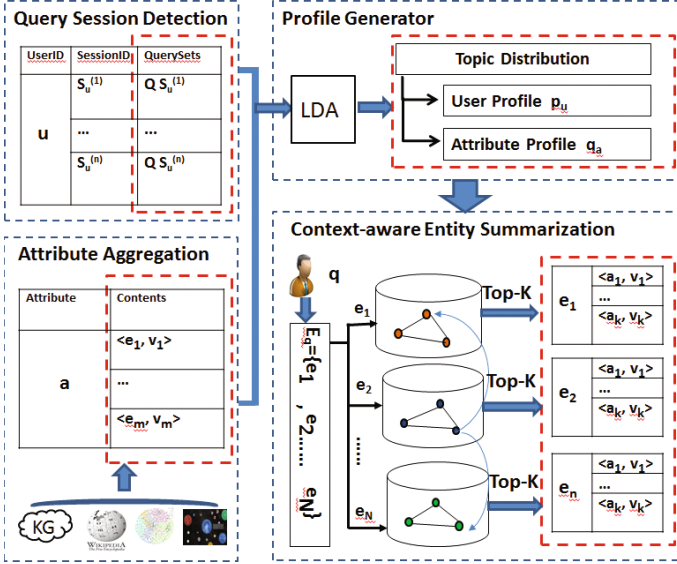 Query Session Detection
UserID SessionID QuerySets
u
S_u^(1) Q S_u^(1)
... ...
S_u^(n) Q S_u^(n)
Attribute Aggregation
Attribute Contents
a
<e_1, v_1>
...
<e_m, v_m>
KG
WIKIPEDIA
Profile Generator
LDA
Topic Distribution
User Profile p_u
Attribute Profile q_a
Context-aware Entity Summarization
q
E_q={e_1 , e_2...... e_N}
e_1
e_2
......
e_N
Top-K
Top-K
Top-K
e_1
<a_1, v_1>
...
<a_k, v_k>
e_2
<a_1, v_1>
...
<a_k, v_k>
e_n
<a_1, v_1>
...
<a_k, v_k>